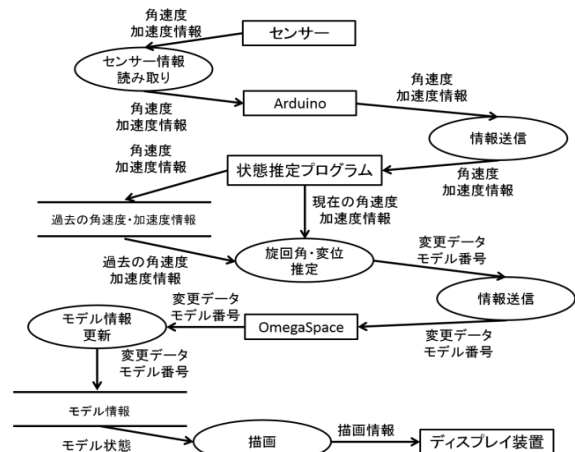 角速度
加速度情報
センサー
センサー情報
読み取り
角速度
加速度情報
Arduino
角速度
加速度情報
情報送信
角速度
加速度情報
状態推定プログラム
角速度
加速度情報
過去の角速度・加速度情報
現在の角速度
加速度情報
過去の角速度
加速度情報
旋回角・変位
推定
変更データ
モデル番号
情報送信
変更データ
モデル番号
OmegaSpace
変更データ
モデル番号
モデル情報
更新
変更データ
モデル番号
モデル情報
モデル状態
描画
描画情報
ディスプレイ装置